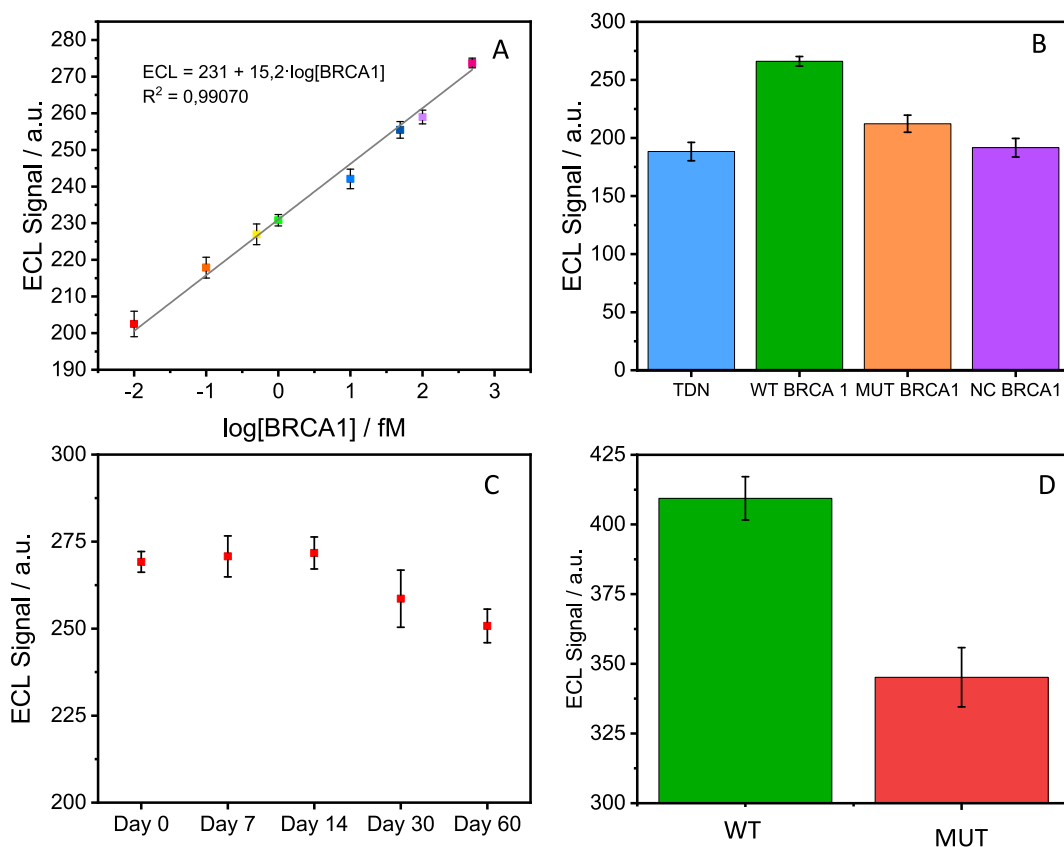 A
ECL = 231 + 15,2·log[BRCA1]
R² = 0,99070
ECL Signal / a.u.
280
270
260
250
240
230
220
210
200
190
-2 -1 0 1 2 3
log[BRCA1] / fM
B
ECL Signal / a.u.
300
250
200
150
100
50
0
TDN WT BRCA 1 MUT BRCA1 NC BRCA1
C
ECL Signal / a.u.
300
275
250
225
200
Day 0 Day 7 Day 14 Day 30 Day 60
D
ECL Signal / a.u.
425
400
375
350
325
300
WT MUT